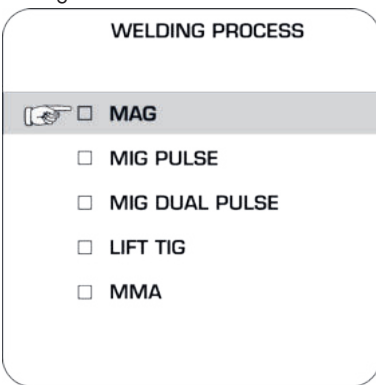 WELDING PROCESS
MAG
MIG PULSE
MIG DUAL PULSE
LIFT TIG
MMA